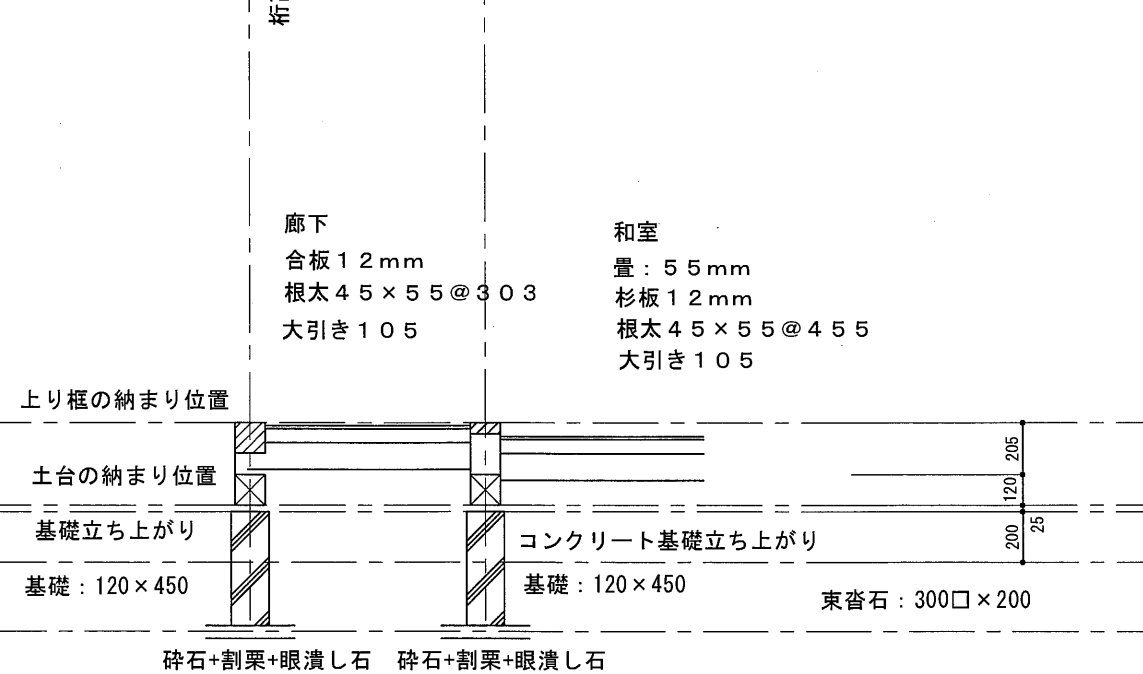 桁
廊下
合板１２mm
根太４５×５５@３０３
大引き１０５
和室
畳：５５mm
杉板１２mm
根太４５×５５@４５５
大引き１０５
上り框の納まり位置
土台の納まり位置
基礎立ち上がり
基礎：120×450
コンクリート基礎立ち上がり
基礎：120×450
束沓石：300□×200
205
120
25
200
砕石+割栗+眼潰し石
砕石+割栗+眼潰し石